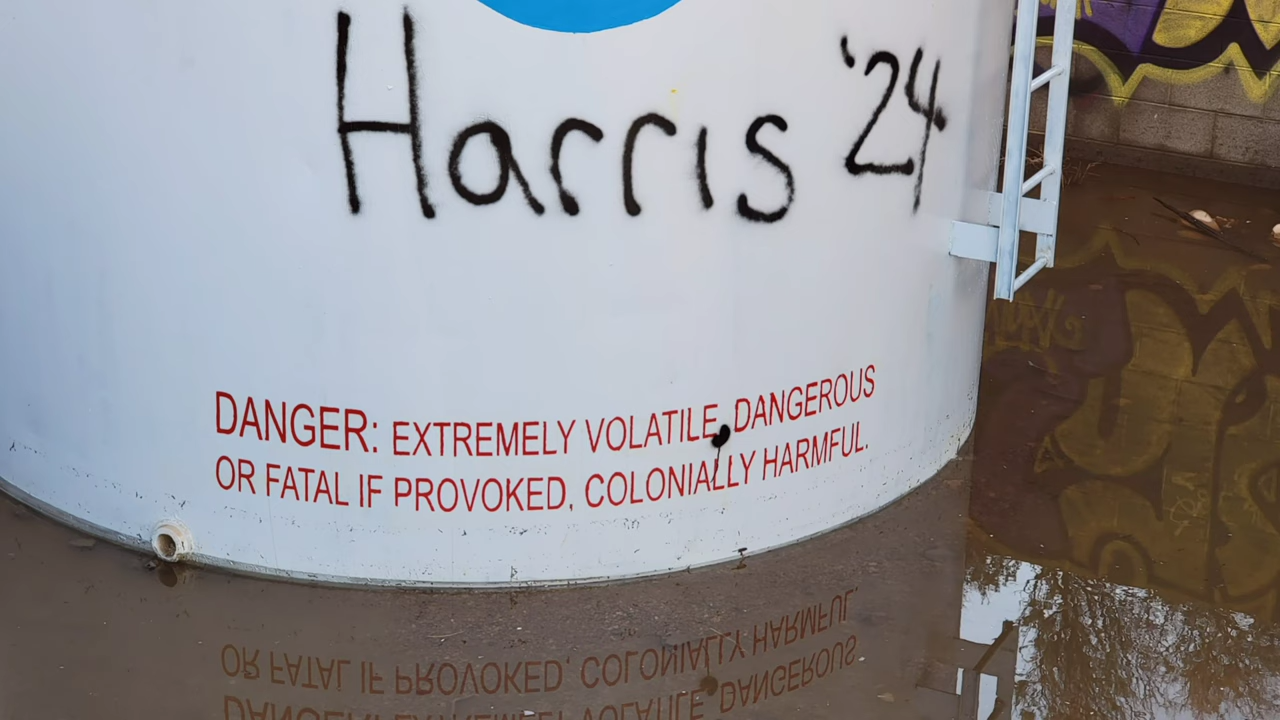 Harris '24
DANGER: EXTREMELY VOLATILE, DANGEROUS
OR FATAL IF PROVOKED, COLONIALLY HARMFUL.